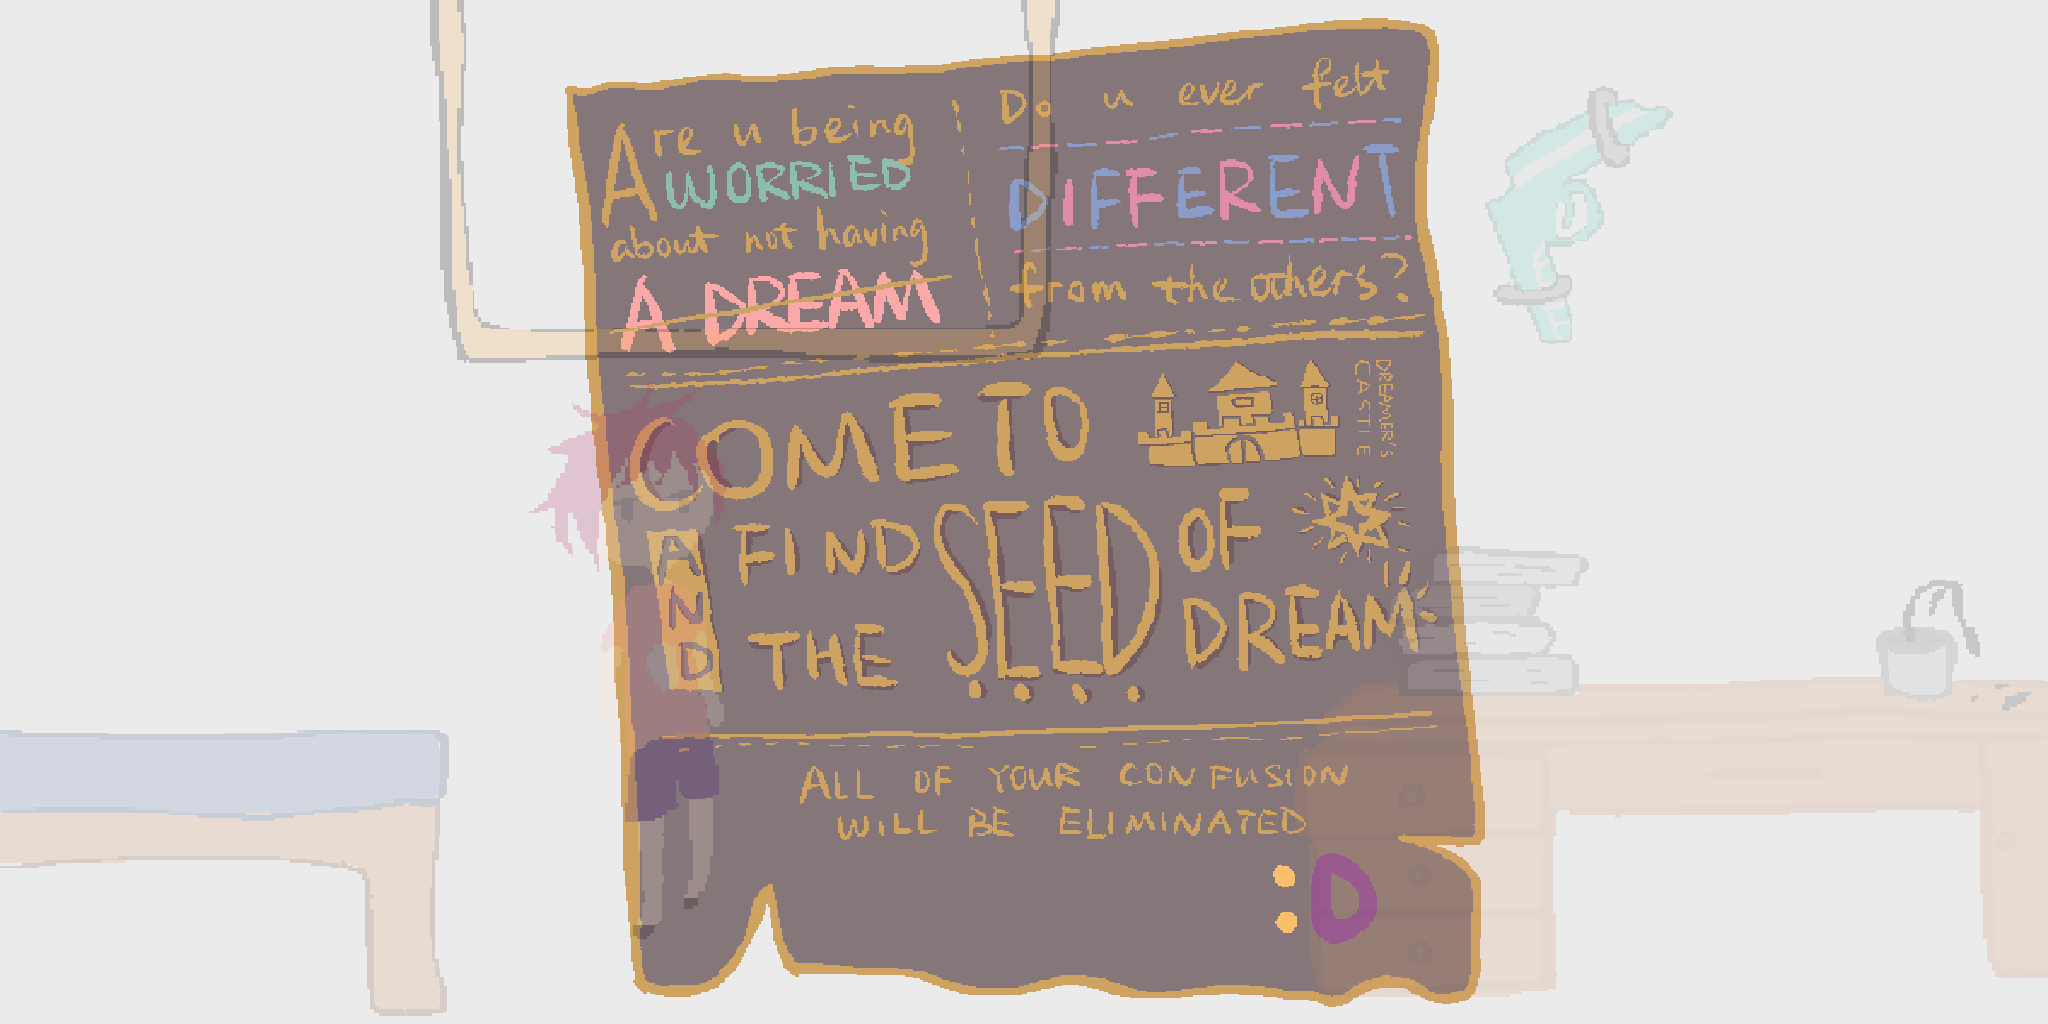 Are u being
WORRIED
about not having
A DREAM
Do u ever felt
DIFFERENT
from the others?
COME TO
DREAMER'S
CASTLE
AND
FIND
THE
SEED
OF
DREAM
ALL OF YOUR CONFUSION
WILL BE ELIMINATED
:D